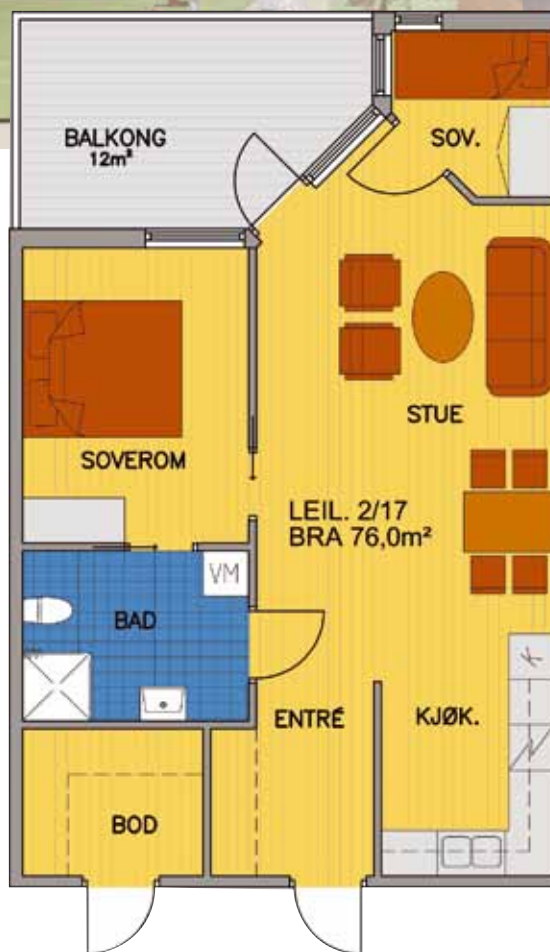 BALKONG
12m²
SOV.
STUE
SOVEROM
LEIL. 2/17
BRA 76,0m²
VM
BAD
K
ENTRÉ
KJØK.
BOD